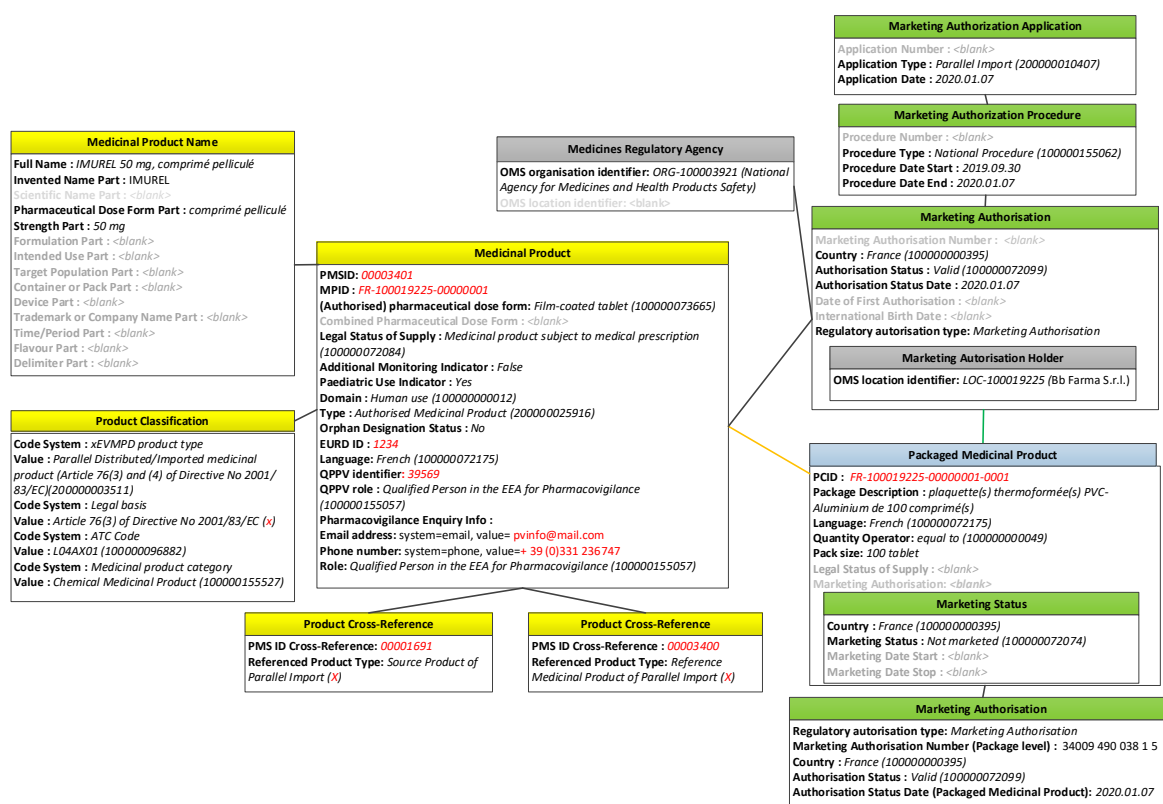 Marketing Authorization Application
Application Number : <blank>
Application Type : Parallel Import (200000010407)
Application Date : 2020.01.07
Marketing Authorization Procedure
Procedure Number : <blank>
Procedure Type : National Procedure (100000155062)
Procedure Date Start : 2019.09.30
Procedure Date End : 2020.01.07
Medicinal Product Name
Full Name : IMUREL 50 mg, comprimé pelliculé
Invented Name Part : IMUREL
Scientific Name Part : <blank>
Pharmaceutical Dose Form Part : comprimé pelliculé
Strength Part : 50 mg
Formulation Part : <blank>
Intended Use Part : <blank>
Target Population Part : <blank>
Container or Pack Part : <blank>
Device Part : <blank>
Trademark or Company Name Part : <blank>
Time/Period Part : <blank>
Flavour Part : <blank>
Delimiter Part : <blank>
Medicines Regulatory Agency
OMS organisation identifier: ORG-100003921 (National
Agency for Medicines and Health Products Safety)
OMS location identifier: <blank>
Marketing Authorisation
Marketing Authorisation Number : <blank>
Country : France (100000000395)
Authorisation Status : Valid (100000072099)
Authorisation Status Date : 2020.01.07
Date of First Authorisation : <blank>
International Birth Date : <blank>
Regulatory autorisation type: Marketing Authorisation
Marketing Autorisation Holder
OMS location identifier: LOC-100019225 (Bb Farma S.r.l.)
Medicinal Product
PMSID: 00003401
MPID : FR-100019225-00000001
(Authorised) pharmaceutical dose form: Film-coated tablet (100000073665)
Combined Pharmaceutical Dose Form : <blank>
Legal Status of Supply : Medicinal product subject to medical prescription
(100000072084)
Additional Monitoring Indicator : False
Paediatric Use Indicator : Yes
Domain : Human use (100000000012)
Type : Authorised Medicinal Product (200000025916)
Orphan Designation Status : No
EURD ID : 1234
Language: French (100000072175)
QPPV identifier: 39569
QPPV role : Qualified Person in the EEA for Pharmacovigilance
(100000155057)
Pharmacovigilance Enquiry Info :
Email address: system=email, value= pvinfo@mail.com
Phone number: system=phone, value=+ 39 (0)331 236747
Role: Qualified Person in the EEA for Pharmacovigilance (100000155057)
Product Classification
Code System : xEVMPD product type
Value : Parallel Distributed/Imported medicinal
product (Article 76(3) and (4) of Directive No 2001/
83/EC)(200000003511)
Code System : Legal basis
Value : Article 76(3) of Directive No 2001/83/EC (x)
Code System : ATC Code
Value : L04AX01 (100000096882)
Code System : Medicinal product category
Value : Chemical Medicinal Product (100000155527)
Packaged Medicinal Product
PCID : FR-100019225-00000001-0001
Package Description : plaquette(s) thermoformée(s) PVC-
Aluminium de 100 comprimé(s)
Language: French (100000072175)
Quantity Operator: equal to (100000000049)
Pack size: 100 tablet
Legal Status of Supply : <blank>
Marketing Authorisation: <blank>
Marketing Status
Country : France (100000000395)
Marketing Status : Not marketed (100000072074)
Marketing Date Start : <blank>
Marketing Date Stop : <blank>
Product Cross-Reference
PMS ID Cross-Reference: 00001691
Referenced Product Type: Source Product of
Parallel Import (X)
Product Cross-Reference
PMS ID Cross-Reference : 00003400
Referenced Product Type: Reference
Medicinal Product of Parallel Import (X)
Marketing Authorisation
Regulatory autorisation type: Marketing Authorisation
Marketing Authorisation Number (Package level) : 34009 490 038 1 5
Country : France (100000000395)
Authorisation Status : Valid (100000072099)
Authorisation Status Date (Packaged Medicinal Product): 2020.01.07